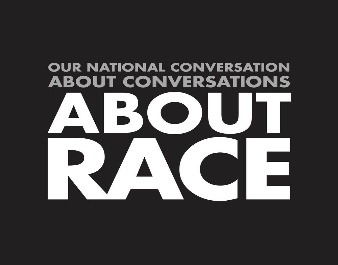 OUR NATIONAL CONVERSATION
ABOUT CONVERSATIONS
ABOUT
RACE